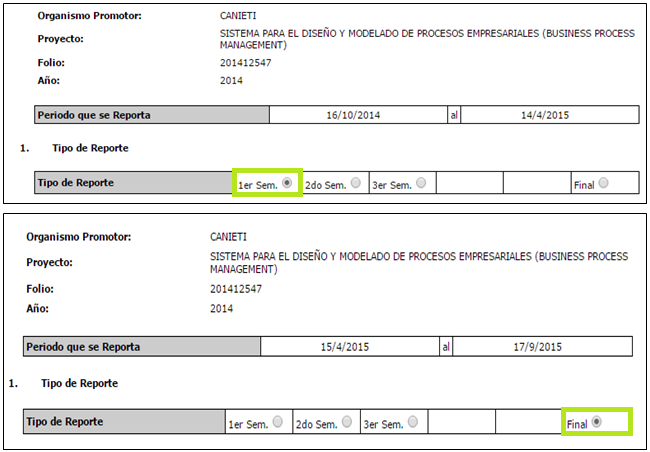 Organismo Promotor: CANIETI
Proyecto: SISTEMA PARA EL DISEÑO Y MODELADO DE PROCESOS EMPRESARIALES (BUSINESS PROCESS
MANAGEMENT)
Folio: 201412547
Año: 2014
Periodo que se Reporta 16/10/2014 al 14/4/2015
1. Tipo de Reporte
Tipo de Reporte 1er Sem. 2do Sem. 3er Sem. Final
Organismo Promotor: CANIETI
Proyecto: SISTEMA PARA EL DISEÑO Y MODELADO DE PROCESOS EMPRESARIALES (BUSINESS PROCESS
MANAGEMENT)
Folio: 201412547
Año: 2014
Periodo que se Reporta 15/4/2015 al 17/9/2015
1. Tipo de Reporte
Tipo de Reporte 1er Sem. 2do Sem. 3er Sem. Final